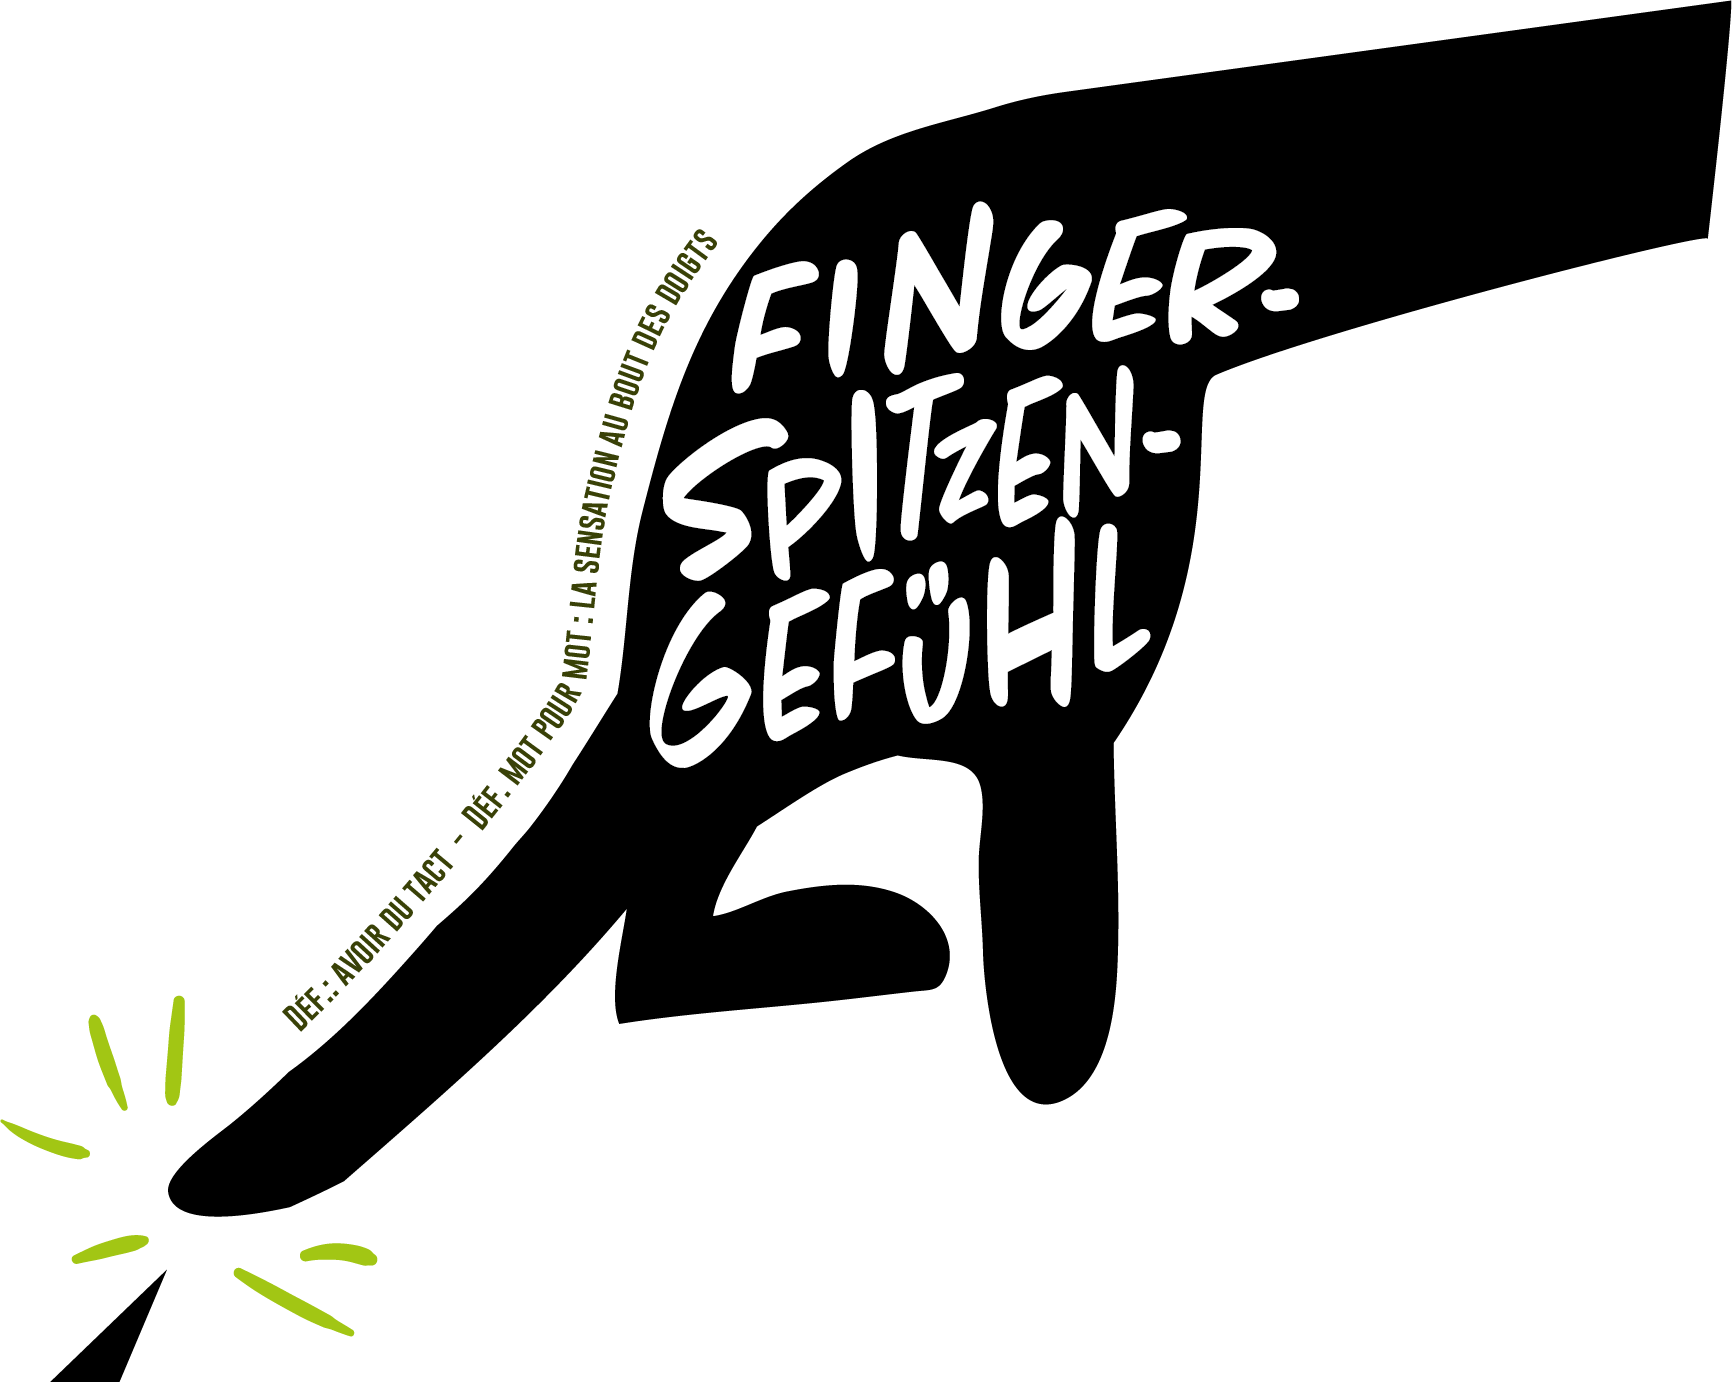 FINGER-
SPITZEN-
GEFÜHL
DÉF.: AVOIR DU TACT - DÉF. MOT POUR MOT : LA SENSATION AU BOUT DES DOIGTS